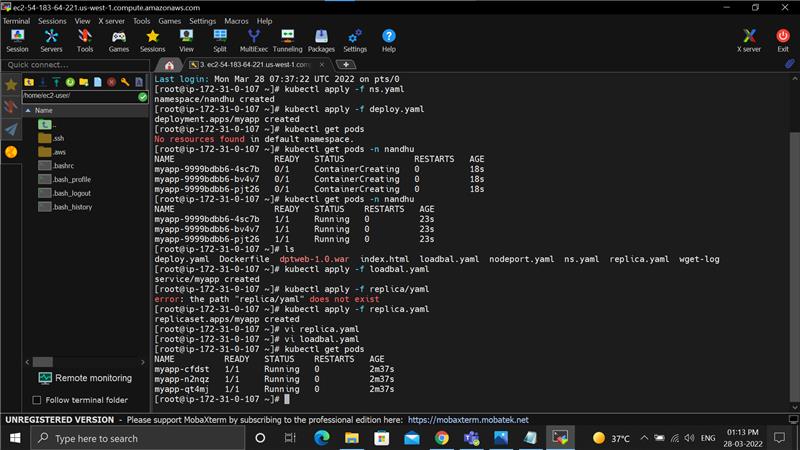 ec2-54-183-64-221.us-west-1.compute.amazonaws.com
Terminal Sessions View X server Tools Games Settings Macros Help
Session Servers Tools Games Sessions View Split MultiExec Tunneling Packages Settings Help X server Exit
Quick connect...
3. ec2-54-183-64-221.us-west-1.comp
/home/ec2-user/
Name
..
.ssh
.aws
.bashrc
.bash_profile
.bash_logout
.bash_history
Remote monitoring
Follow terminal folder
Last login: Mon Mar 28 07:37:22 UTC 2022 on pts/0
[root@ip-172-31-0-107 ~]# kubectl apply -f ns.yaml
namespace/nandhu created
[root@ip-172-31-0-107 ~]# kubectl apply -f deploy.yaml
deployment.apps/myapp created
[root@ip-172-31-0-107 ~]# kubectl get pods
No resources found in default namespace.
[root@ip-172-31-0-107 ~]# kubectl get pods -n nandhu
NAME READY STATUS RESTARTS AGE
myapp-9999bdbb6-4sc7b 0/1 ContainerCreating 0 18s
myapp-9999bdbb6-bv4v7 0/1 ContainerCreating 0 18s
myapp-9999bdbb6-pjt26 0/1 ContainerCreating 0 18s
[root@ip-172-31-0-107 ~]# kubectl get pods -n nandhu
NAME READY STATUS RESTARTS AGE
myapp-9999bdbb6-4sc7b 1/1 Running 0 23s
myapp-9999bdbb6-bv4v7 1/1 Running 0 23s
myapp-9999bdbb6-pjt26 1/1 Running 0 23s
[root@ip-172-31-0-107 ~]# ls
deploy.yaml Dockerfile dptweb-1.0.war index.html loadbal.yaml nodeport.yaml ns.yaml replica.yaml wget-log
[root@ip-172-31-0-107 ~]# kubectl apply -f loadbal.yaml
service/myapp created
[root@ip-172-31-0-107 ~]# kubectl apply -f replica/yaml
error: the path "replica/yaml" does not exist
[root@ip-172-31-0-107 ~]# kubectl apply -f replica.yaml
replicaset.apps/myapp created
[root@ip-172-31-0-107 ~]# vi replica.yaml
[root@ip-172-31-0-107 ~]# vi loadbal.yaml
[root@ip-172-31-0-107 ~]# kubectl get pods
NAME READY STATUS RESTARTS AGE
myapp-cfdst 1/1 Running 0 2m37s
myapp-n2nqz 1/1 Running 0 2m37s
myapp-qt4mj 1/1 Running 0 2m37s
[root@ip-172-31-0-107 ~]#
UNREGISTERED VERSION - Please support MobaXterm by subscribing to the professional edition here: https://mobaxterm.mobatek.net
Type here to search
37°C
ENG
01:13 PM
28-03-2022